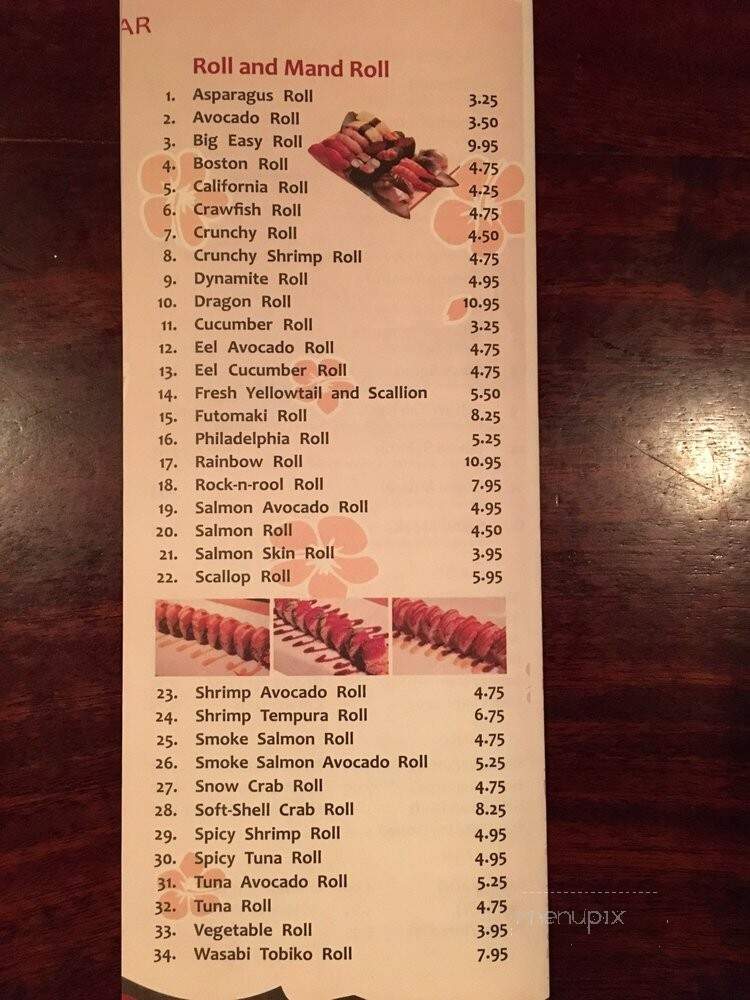 AR
Roll and Mand Roll
1. Asparagus Roll 3.25
2. Avocado Roll 3.50
3. Big Easy Roll 9.95
4. Boston Roll 4.75
5. California Roll 4.25
6. Crawfish Roll 4.75
7. Crunchy Roll 4.50
8. Crunchy Shrimp Roll 4.75
9. Dynamite Roll 4.95
10. Dragon Roll 10.95
11. Cucumber Roll 3.25
12. Eel Avocado Roll 4.75
13. Eel Cucumber Roll 4.75
14. Fresh Yellowtail and Scallion 5.50
15. Futomaki Roll 8.25
16. Philadelphia Roll 5.25
17. Rainbow Roll 10.95
18. Rock-n-rool Roll 7.95
19. Salmon Avocado Roll 4.95
20. Salmon Roll 4.50
21. Salmon Skin Roll 3.95
22. Scallop Roll 5.95
23. Shrimp Avocado Roll 4.75
24. Shrimp Tempura Roll 6.75
25. Smoke Salmon Roll 4.75
26. Smoke Salmon Avocado Roll 5.25
27. Snow Crab Roll 4.75
28. Soft-Shell Crab Roll 8.25
29. Spicy Shrimp Roll 4.95
30. Spicy Tuna Roll 4.95
31. Tuna Avocado Roll 5.25
32. Tuna Roll 4.75
33. Vegetable Roll 3.95
34. Wasabi Tobiko Roll 7.95
menupix